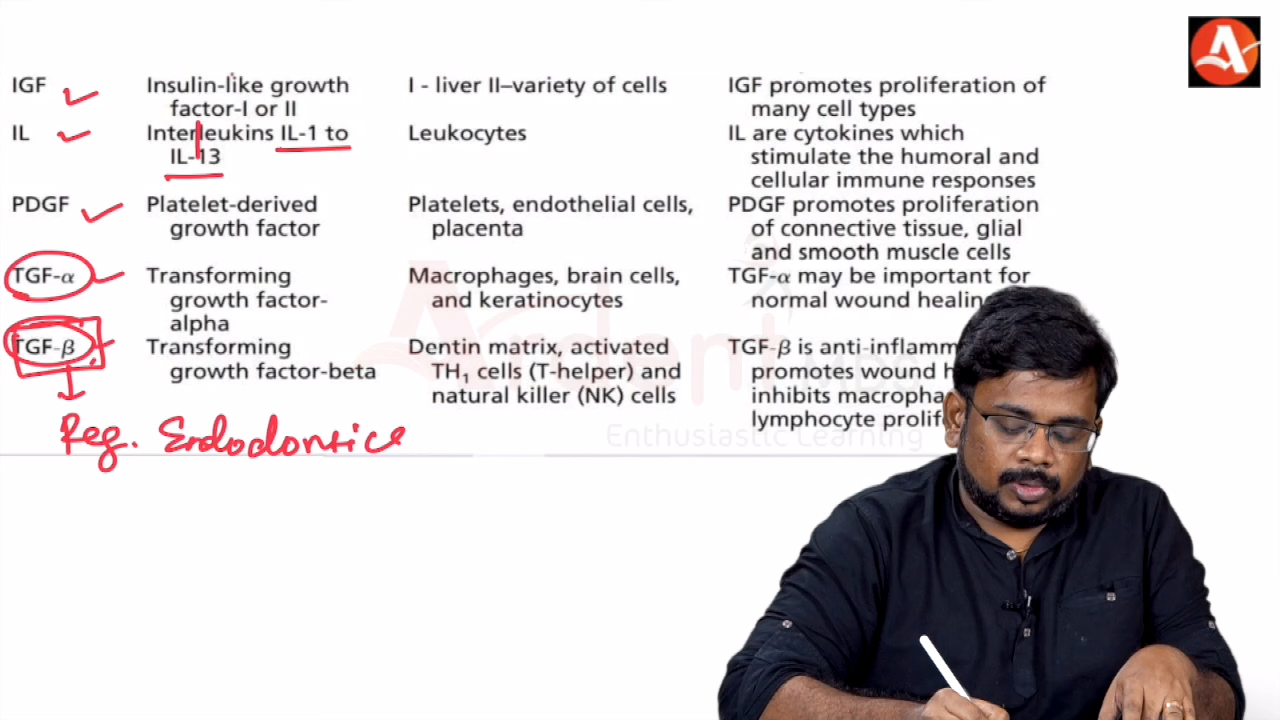 IGF Insulin-like growth I - liver II–variety of cells IGF promotes proliferation of
factor-I or II many cell types
IL Interleukins IL-1 to Leukocytes IL are cytokines which
IL-13 stimulate the humoral and
cellular immune responses
PDGF Platelet-derived Platelets, endothelial cells, PDGF promotes proliferation
growth factor placenta of connective tissue, glial
and smooth muscle cells
TGF-α Transforming Macrophages, brain cells, TGF-α may be important for
growth factor- and keratinocytes normal wound healin
alpha
TGF-β Transforming Dentin matrix, activated TGF-β is anti-inflamm
growth factor-beta TH₁ cells (T-helper) and promotes wound h
natural killer (NK) cells inhibits macropha
lymphocyte prolif
Reg. Endodontics
Ardent
MDS
Enthusiastic Learning